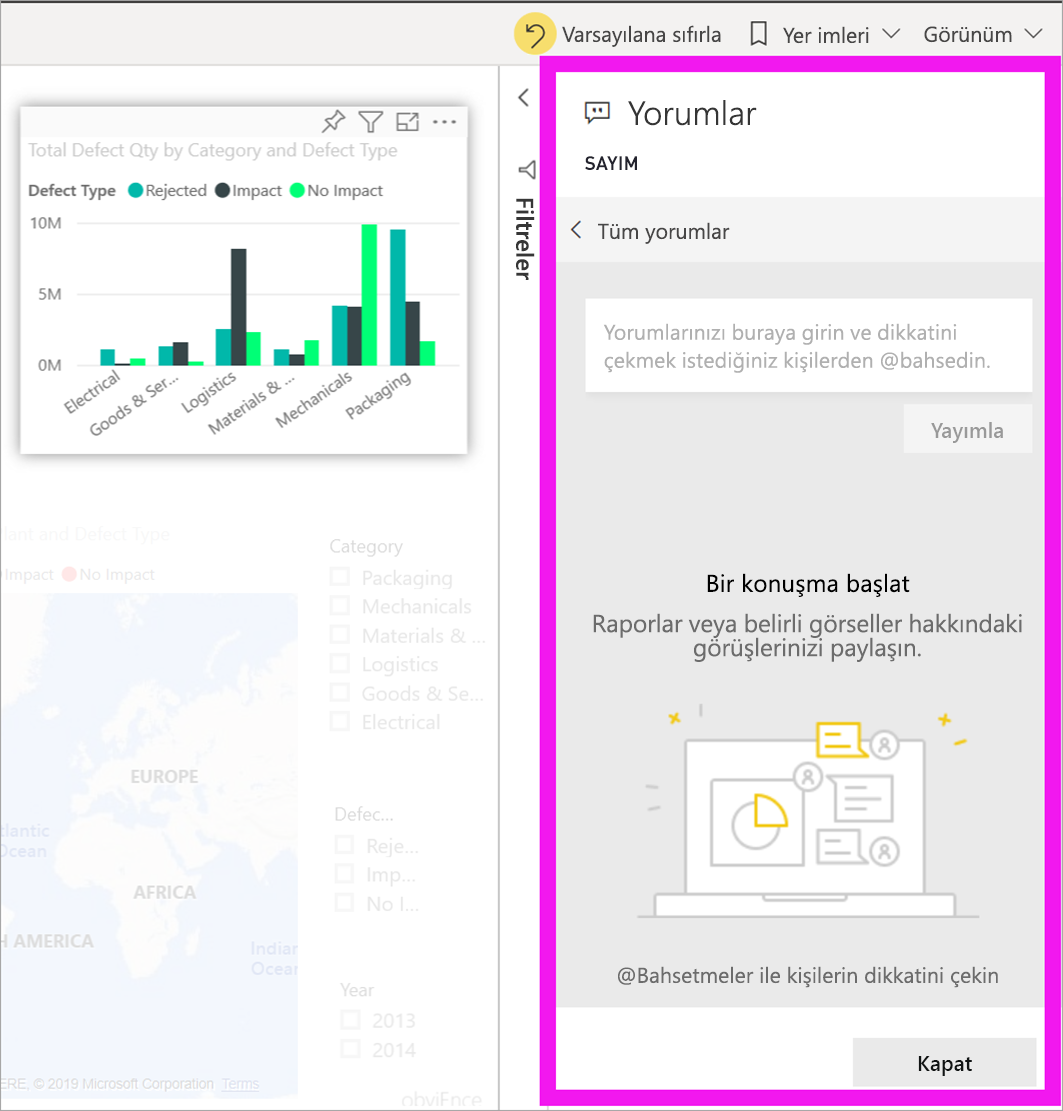 Varsayılana sıfırla
Yer imleri
Görünüm
Total Defect Qty by Category and Defect Type
Defect Type Rejected Impact No Impact
10M
5M
0M
Electrical
Goods & Ser...
Logistics
Materials & ...
Mechanicals
Packaging
lant and Defect Type
Impact No Impact
EUROPE
tlantic
Ocean
AFRICA
H AMERICA
Indian
Ocean
ERE, © 2019 Microsoft Corporation Terms
Category
Packaging
Mechanicals
Materials & ...
Logistics
Goods & Se...
Electrical
Defec...
Reje...
Imp...
No I...
Year
2013
2014
obviEnce
Filtreler
Yorumlar
SAYIM
Tüm yorumlar
Yorumlarınızı buraya girin ve dikkatini
çekmek istediğiniz kişilerden @bahsedin.
Yayımla
Bir konuşma başlat
Raporlar veya belirli görseller hakkındaki
görüşlerinizi paylaşın.
@Bahsetmeler ile kişilerin dikkatini çekin
Kapat